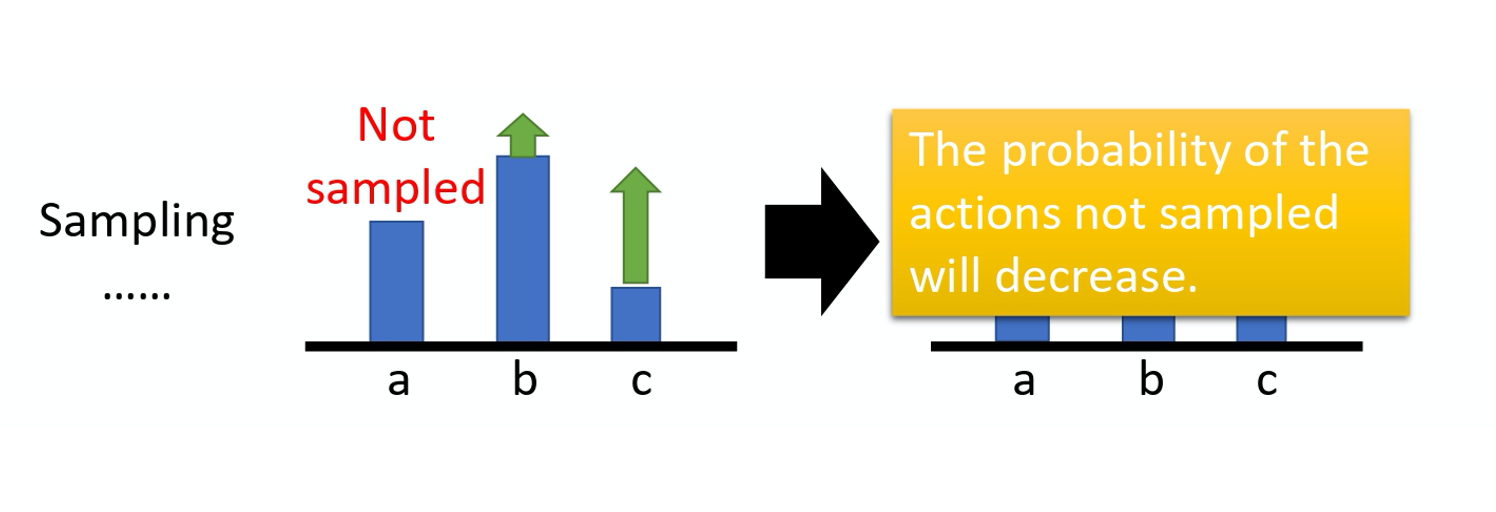 Not
sampled
Sampling
......
a b c
The probability of the
actions not sampled
will decrease.
a b c